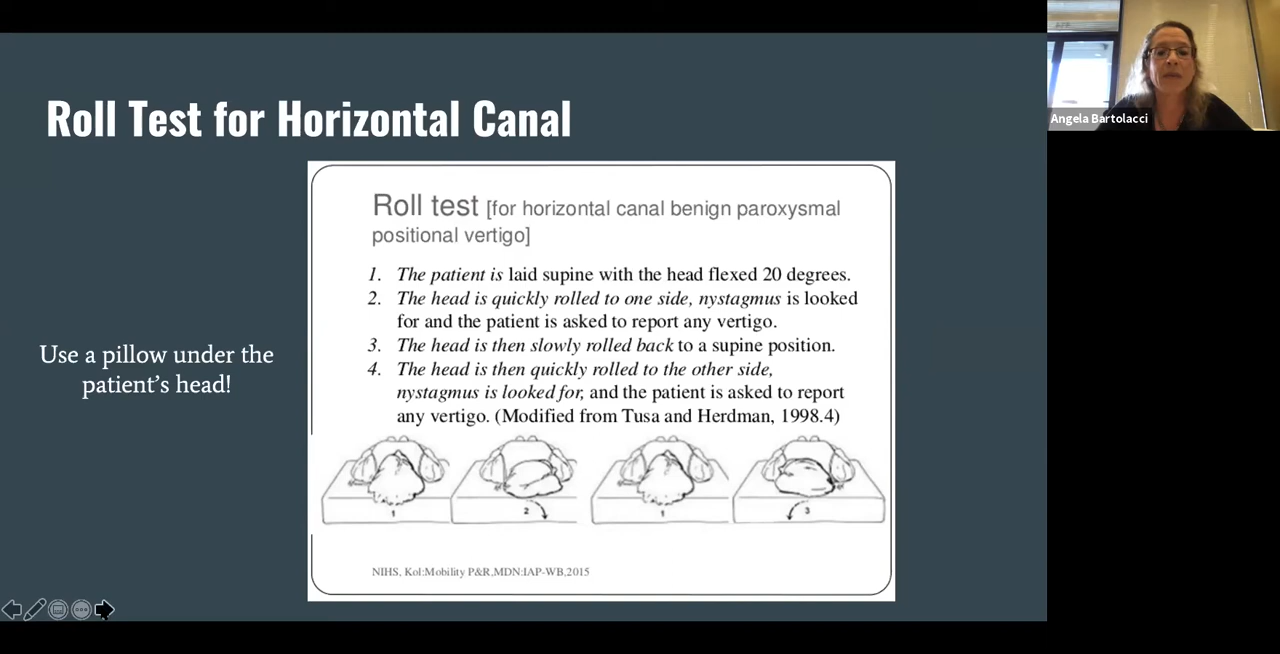 Roll Test for Horizontal Canal
Angela Bartolacci
Roll test [for horizontal canal benign paroxysmal
positional vertigo]
1. The patient is laid supine with the head flexed 20 degrees.
2. The head is quickly rolled to one side, nystagmus is looked
for and the patient is asked to report any vertigo.
3. The head is then slowly rolled back to a supine position.
4. The head is then quickly rolled to the other side,
nystagmus is looked for, and the patient is asked to report
any vertigo. (Modified from Tusa and Herdman, 1998.4)
Use a pillow under the
patient's head!
1 2 1 3
NIHS, Kol:Mobility P&R,MDN:IAP-WB,2015